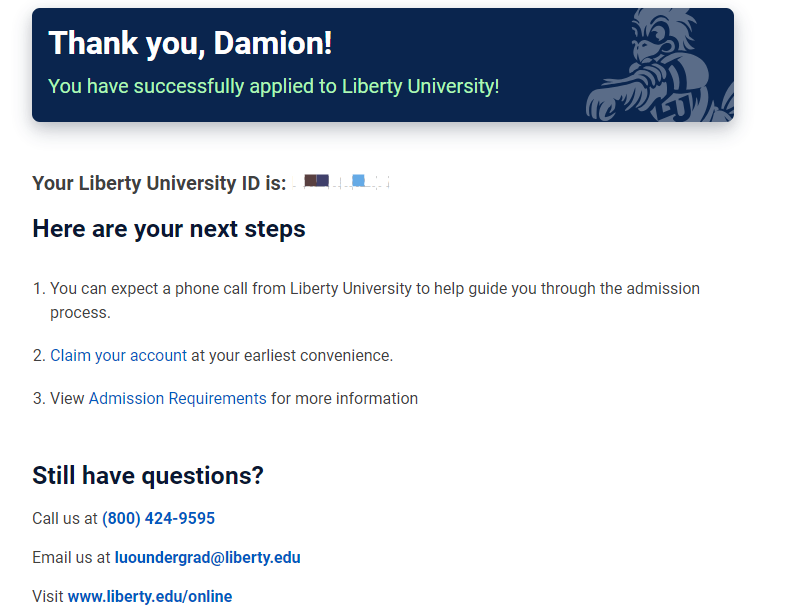 Thank you, Damion!
You have successfully applied to Liberty University!
Your Liberty University ID is:
Here are your next steps
1. You can expect a phone call from Liberty University to help guide you through the admission
process.
2. Claim your account at your earliest convenience.
3. View Admission Requirements for more information
Still have questions?
Call us at (800) 424-9595
Email us at luoundergrad@liberty.edu
Visit www.liberty.edu/online